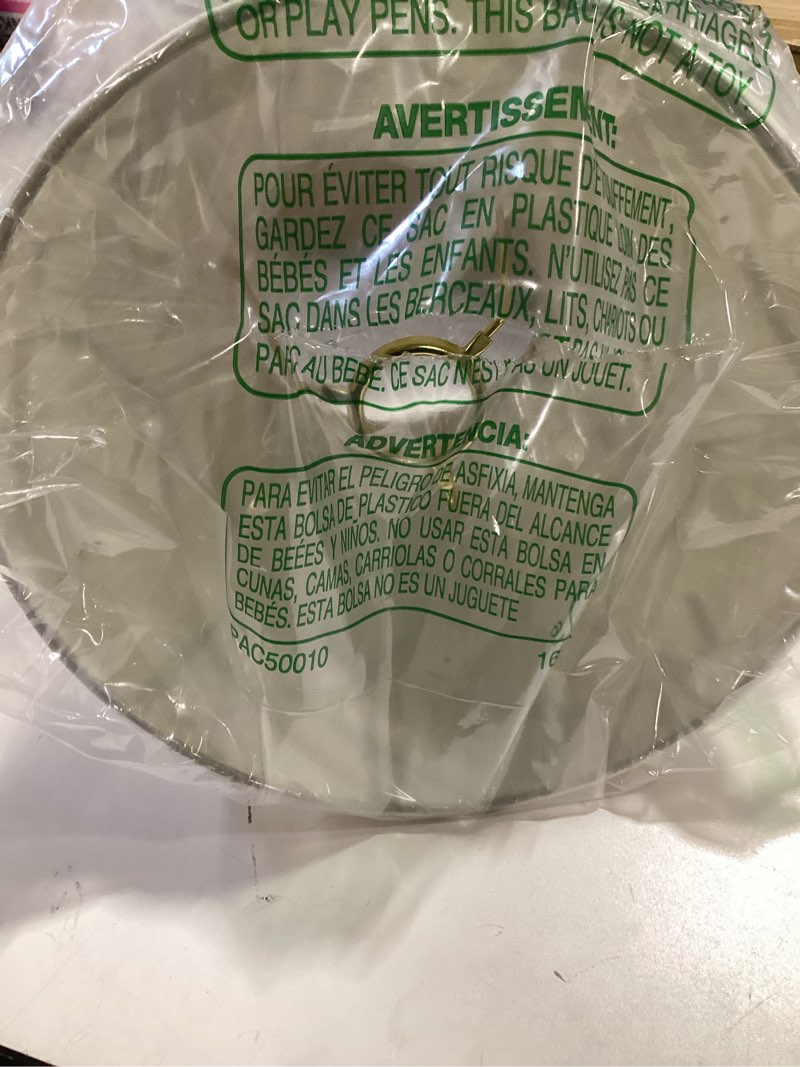 OR PLAY PENS. THIS BAG IS NOT A TOY.
CARRIAGES
AVERTISSEMENT:
POUR ÉVITER TOUT RISQUE D'ÉTOUFFEMENT,
GARDEZ CE SAC EN PLASTIQUE LOIN DES
BÉBÉS ET LES ENFANTS. N'UTILISEZ PAS CE
SAC DANS LES BERCEAUX, LITS, CHARIOTS OU
PARC AU BEBÉ. CE SAC N'EST PAS UN JOUET.
ADVERTENCIA:
PARA EVITAR EL PELIGRO DE ASFIXIA, MANTENGA
ESTA BOLSA DE PLASTICO FUERA DEL ALCANCE
DE BEEES Y NIÑOS. NO USAR ESTA BOLSA EN
CUNAS, CAMAS, CARRIOLAS O CORRALES PARA
BEBÉS. ESTA BOLSA NO ES UN JUGUETE
PAC50010 16